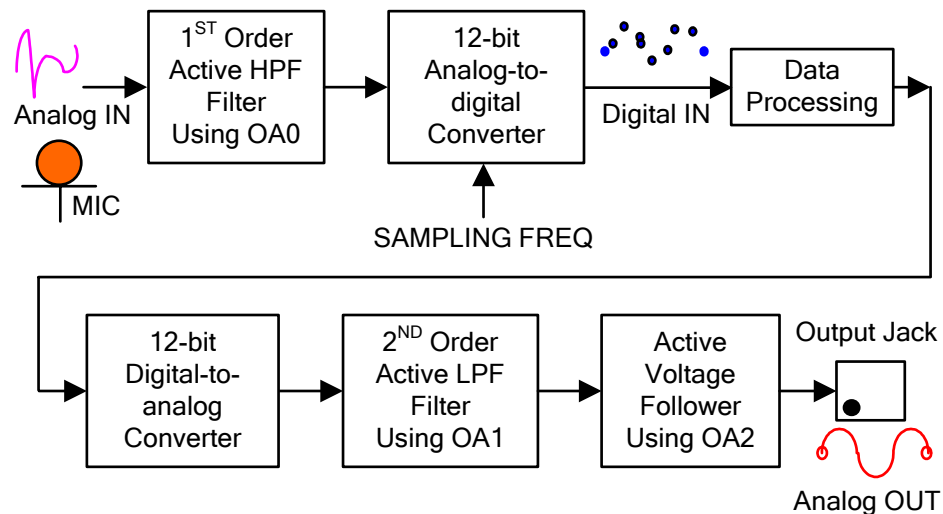 Analog IN
MIC
1ST Order
Active HPF
Filter
Using OA0
12-bit
Analog-to-
digital
Converter
SAMPLING FREQ
Digital IN
Data
Processing
12-bit
Digital-to-
analog
Converter
2ND Order
Active LPF
Filter
Using OA1
Active
Voltage
Follower
Using OA2
Output Jack
Analog OUT